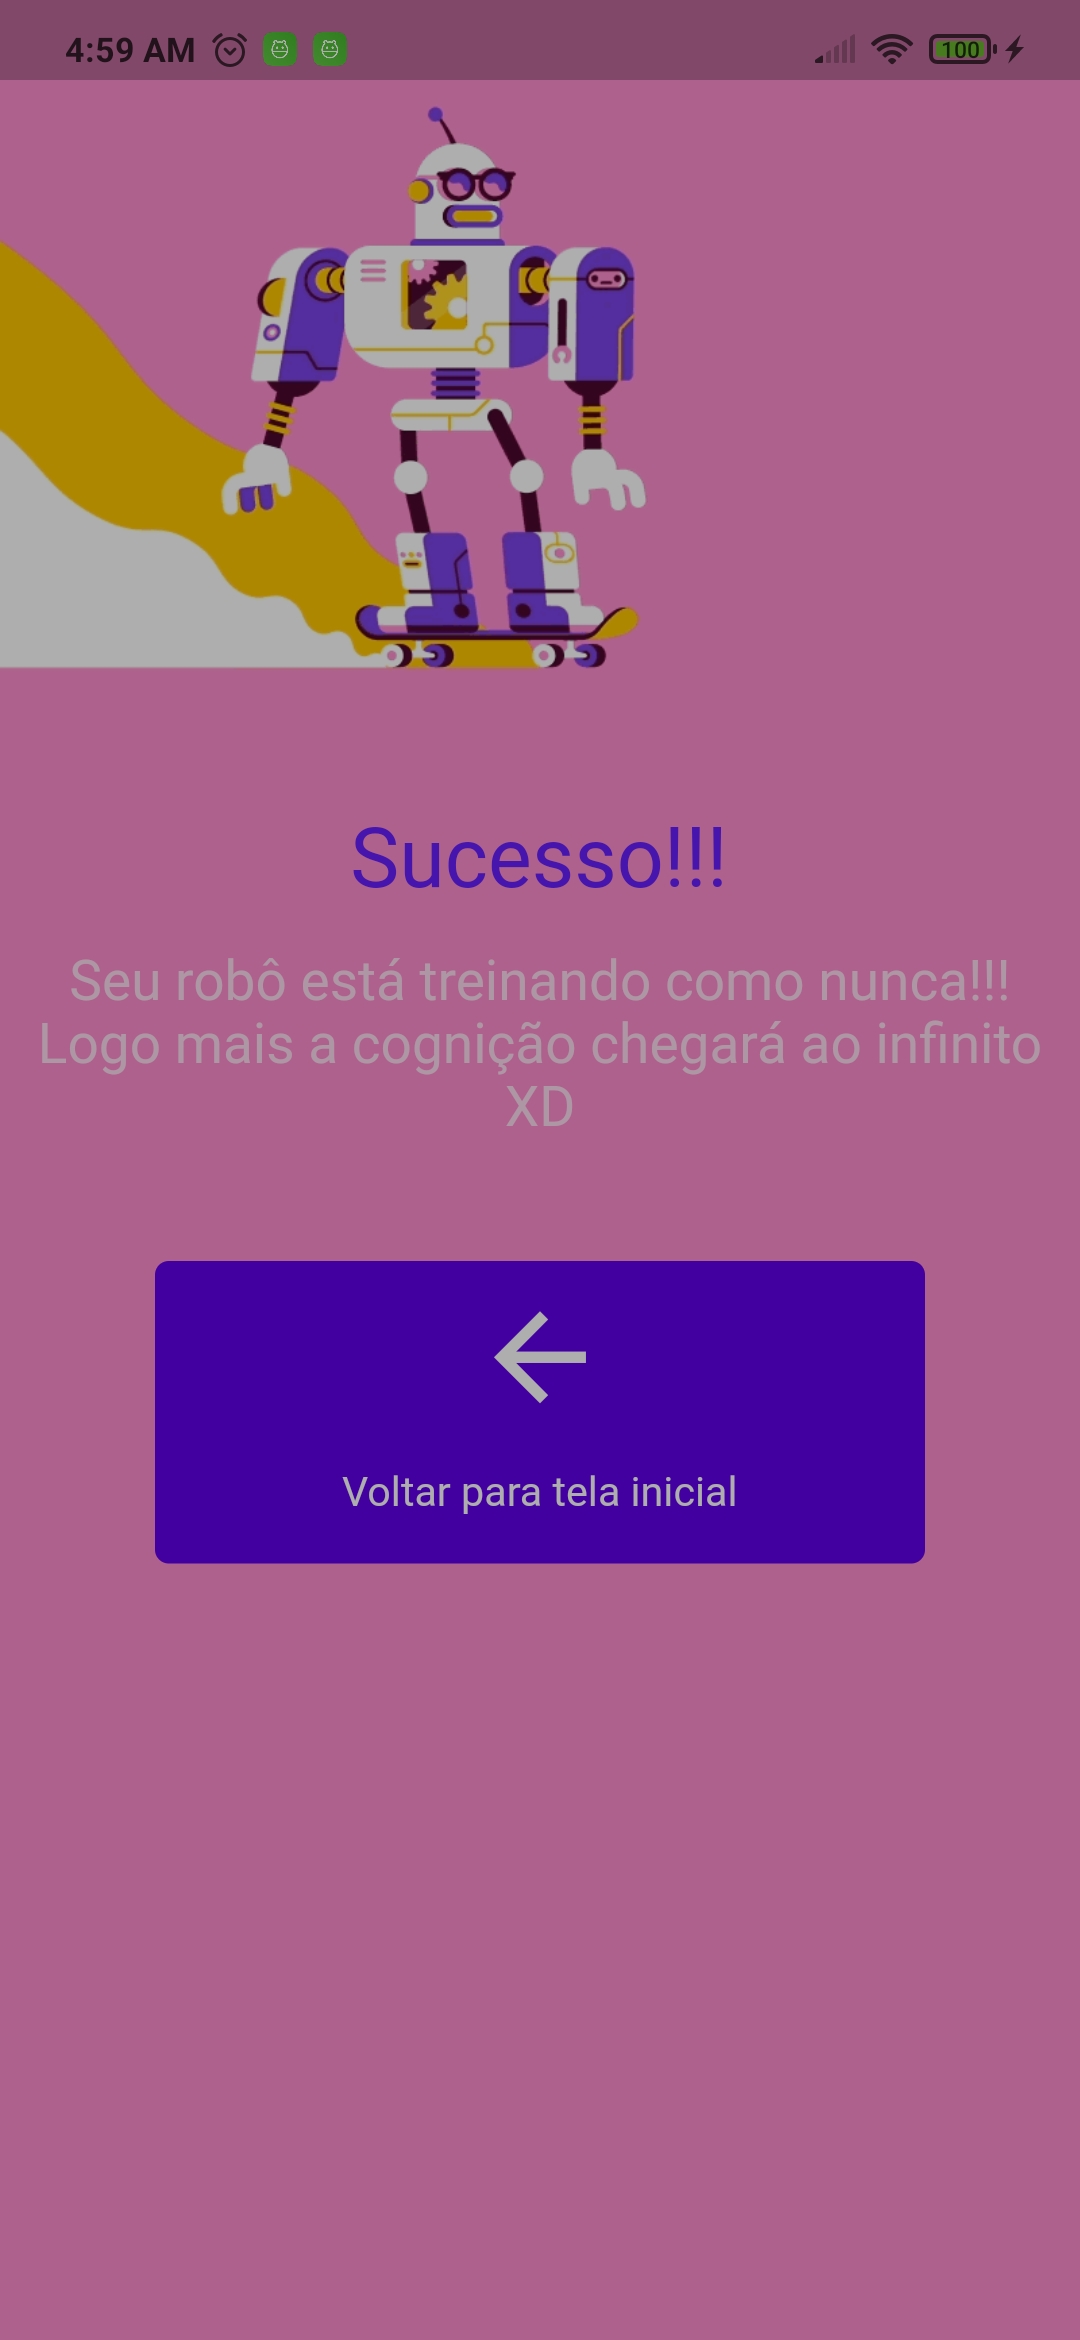 4:59 AM
100
Sucesso!!!
Seu robô está treinando como nunca!!!
Logo mais a cognição chegará ao infinito
XD
Voltar para tela inicial